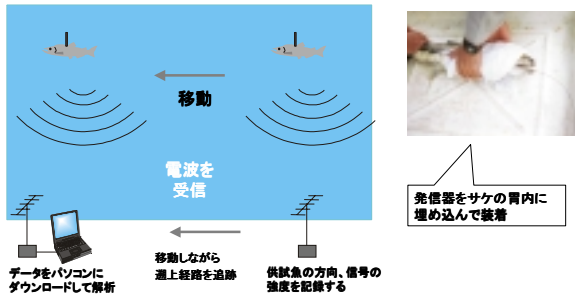 移動
電波を
受信
発信器をサケの胃内に
埋め込んで装着
移動しながら
遡上経路を追跡
データをパソコンに
ダウンロードして解析
供試魚の方向、信号の
強度を記録する